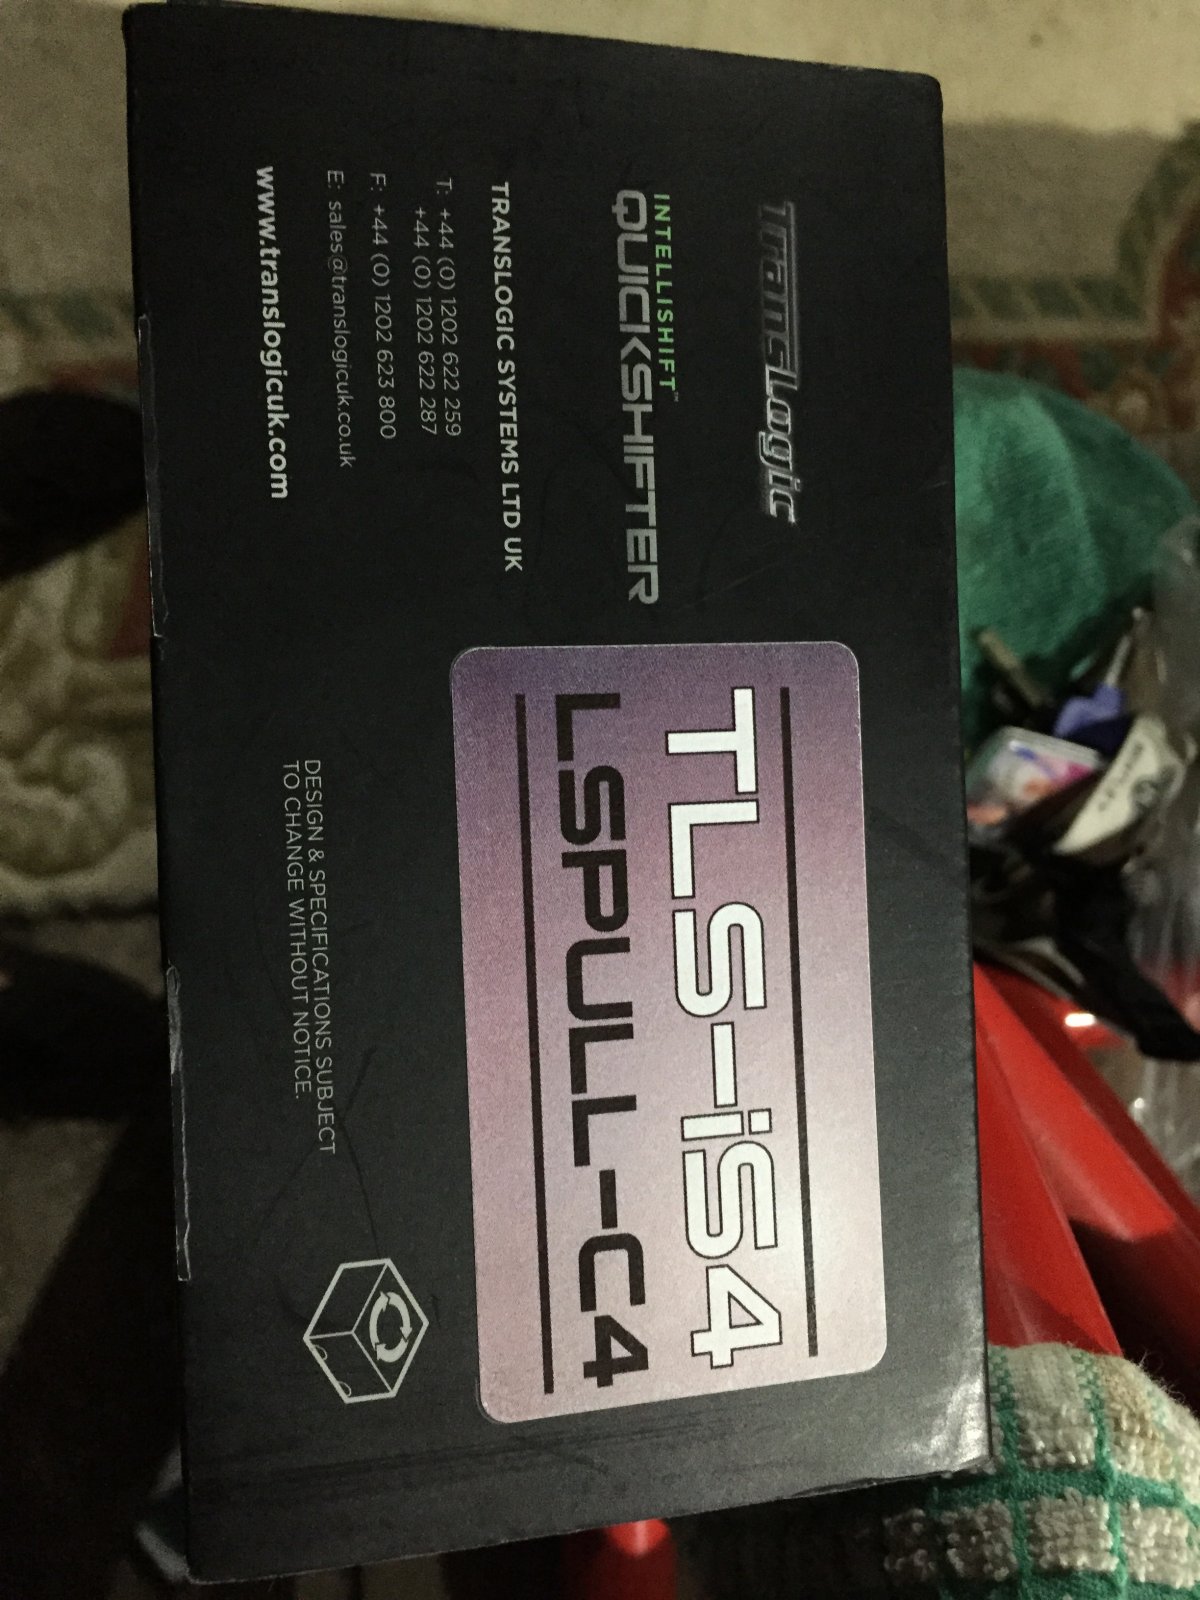 TransLogic
INTELLISHIFT™
QUICKSHIFTER
TRANSLOGIC SYSTEMS LTD UK
T: +44 (0) 1202 622 259
+44 (0) 1202 622 287
F: +44 (0) 1202 623 800
E: sales@translogicuk.co.uk
www.translogicuk.com
TLS-iS4
LSPULL-C4
DESIGN & SPECIFICATIONS SUBJECT
TO CHANGE WITHOUT NOTICE.